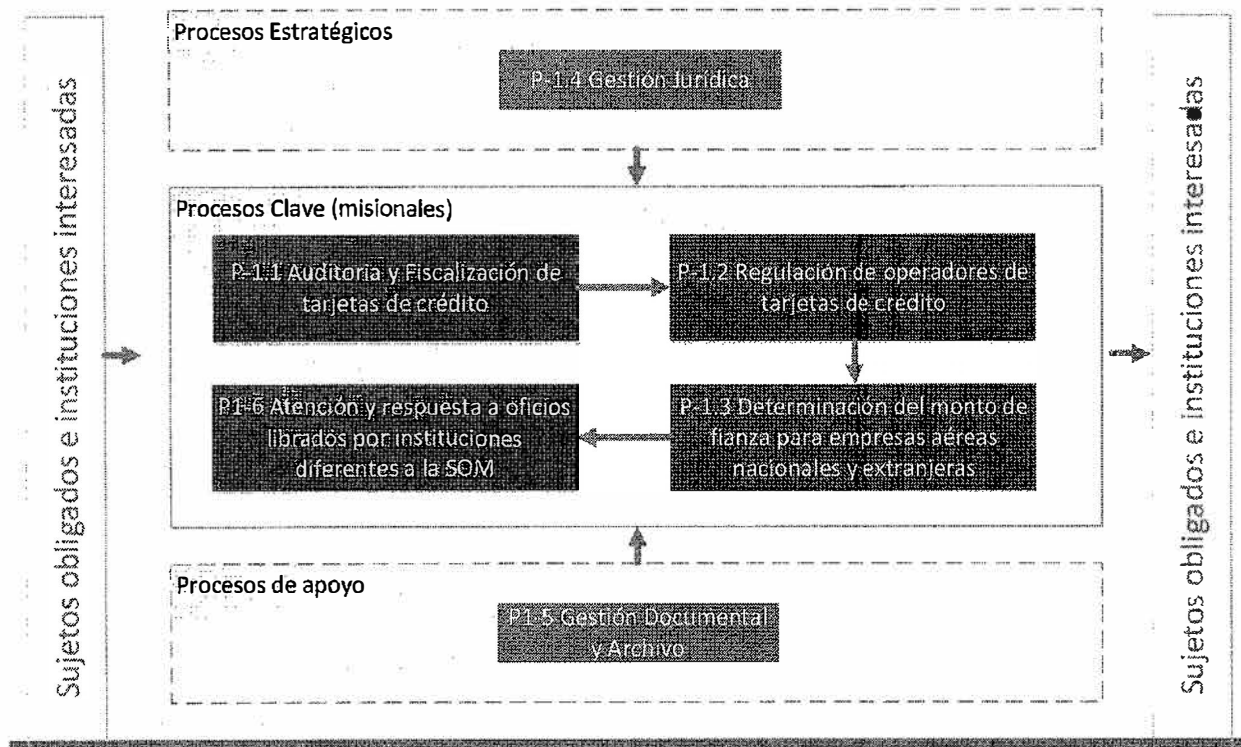 Sujetos obligados e instituciones interesadas
Procesos Estratégicos
P-1.4 Gestión Jurídica
Procesos Clave (misionales)
P-1.1 Auditoria y Fiscalización de
tarjetas de crédito
P-1.2 Regulación de operadores de
tarjetas de crédito
P1-6 Atención y respuesta a oficios
librados por instituciones
diferentes a la SOM
P-1.3 Determinación del monto de
fianza para empresas aéreas
nacionales y extranjeras
Procesos de apoyo
P1-5 Gestión Documental
y Archivo
Sujetos obligados e instituciones interesadas